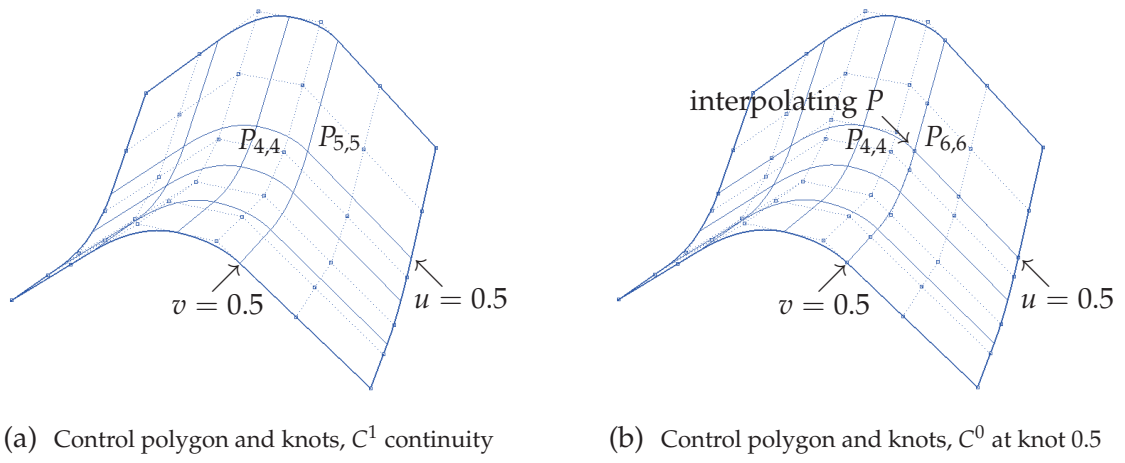 P4,4
P5,5
v = 0.5
u = 0.5
(a) Control polygon and knots, C¹ continuity
interpolating P
P4,4
P6,6
v = 0.5
u = 0.5
(b) Control polygon and knots, C⁰ at knot 0.5